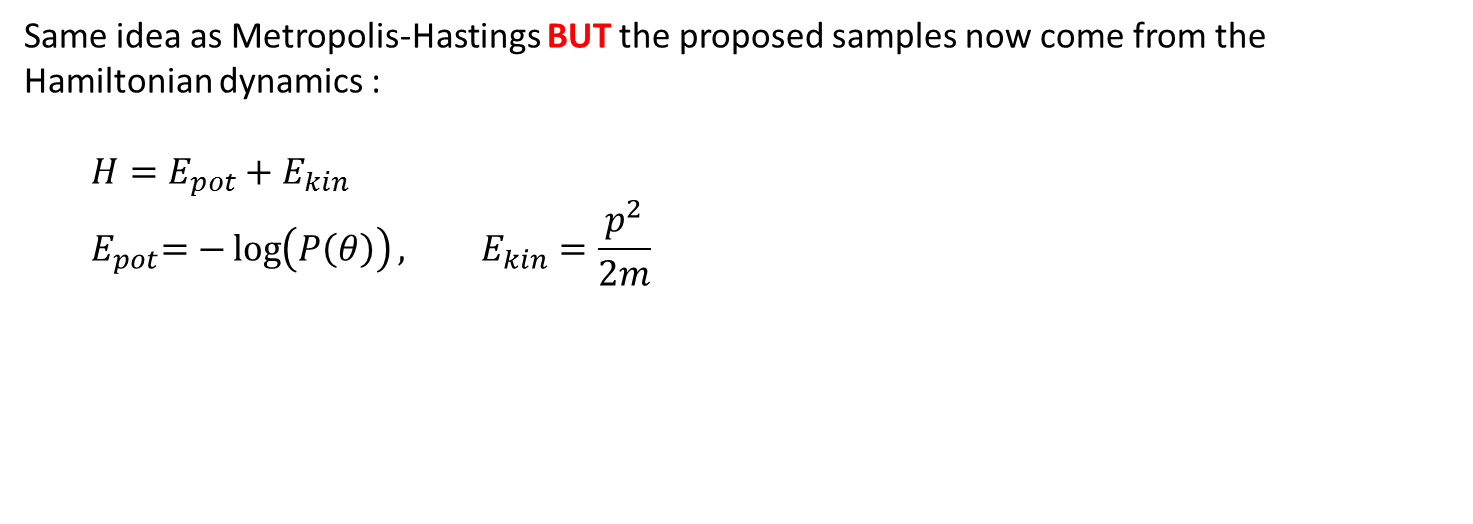 Same idea as Metropolis-Hastings BUT the proposed samples now come from the
Hamiltonian dynamics :
H = E_pot + E_kin
E_pot = − log(P(θ)),    E_kin = p²/2m